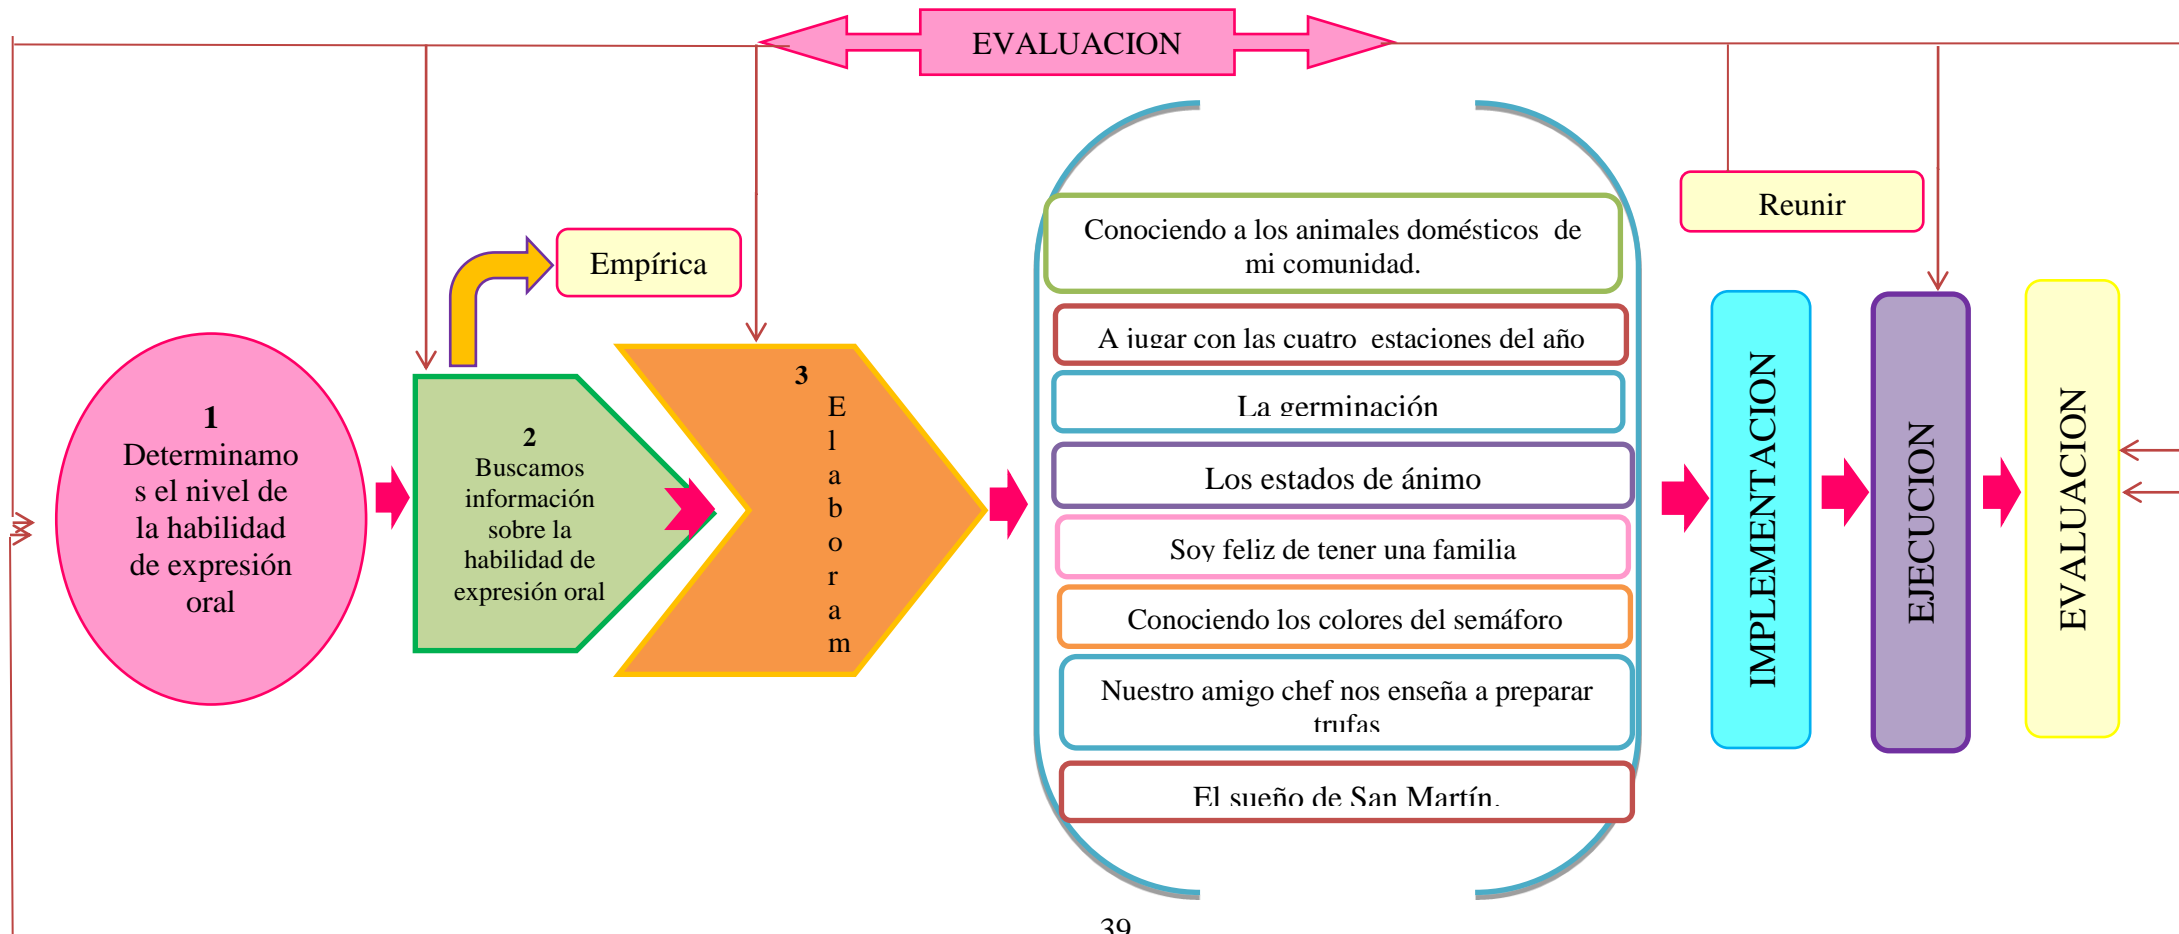 EVALUACION
Reunir
Empírica
1
Determinamo
s el nivel de
la habilidad
de expresión
oral
2
Buscamos
información
sobre la
habilidad de
expresión oral
3
E
l
a
b
o
r
a
m
Conociendo a los animales domésticos de
mi comunidad.
A jugar con las cuatro estaciones del año
La germinación
Los estados de ánimo
Soy feliz de tener una familia
Conociendo los colores del semáforo
Nuestro amigo chef nos enseña a preparar
trufas
El sueño de San Martín.
IMPLEMENTACION
EJECUCION
EVALUACION
39